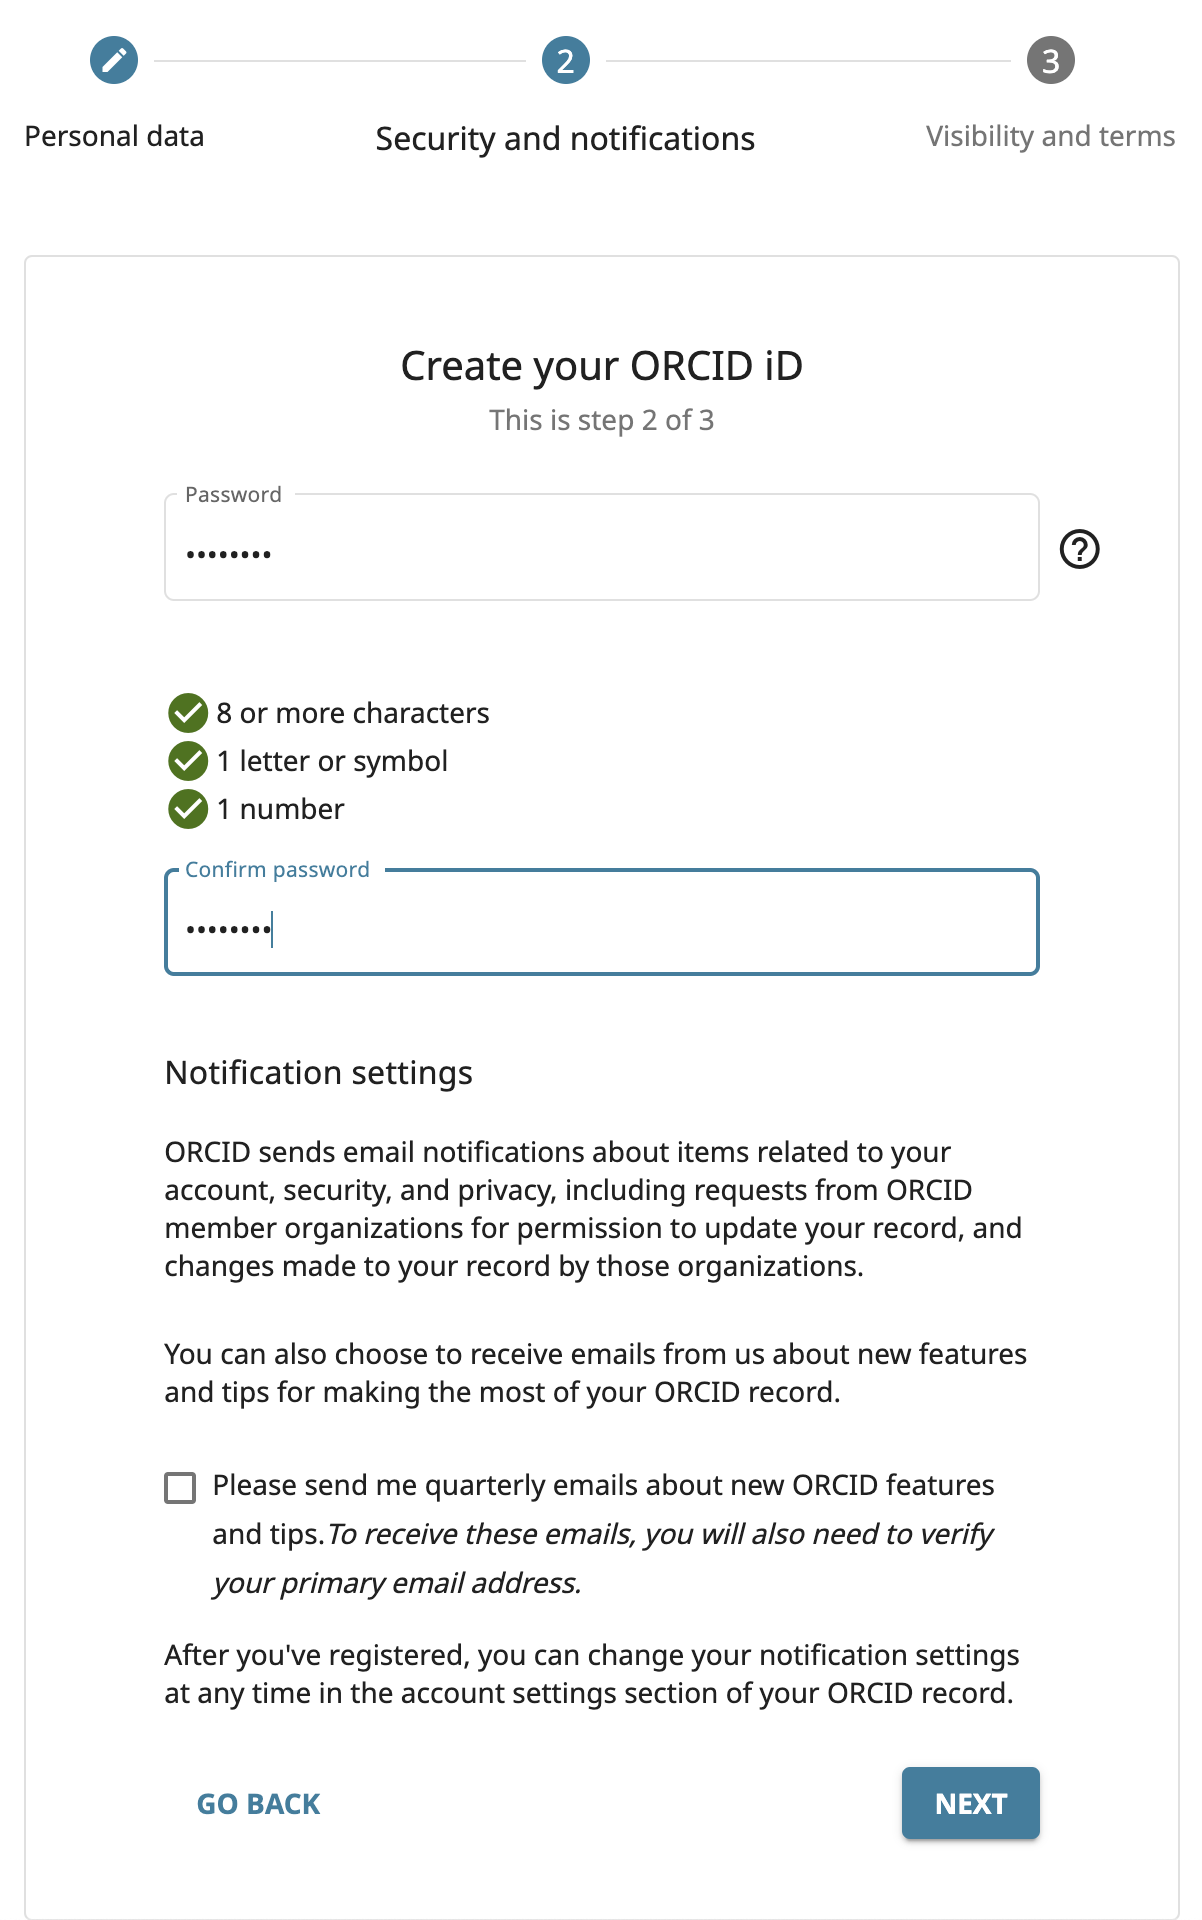 2
3
Personal data
Security and notifications
Visibility and terms
Create your ORCID iD
This is step 2 of 3
Password
••••••••
?
8 or more characters
1 letter or symbol
1 number
Confirm password
••••••••
Notification settings
ORCID sends email notifications about items related to your
account, security, and privacy, including requests from ORCID
member organizations for permission to update your record, and
changes made to your record by those organizations.
You can also choose to receive emails from us about new features
and tips for making the most of your ORCID record.
Please send me quarterly emails about new ORCID features
and tips.To receive these emails, you will also need to verify
your primary email address.
After you've registered, you can change your notification settings
at any time in the account settings section of your ORCID record.
GO BACK
NEXT